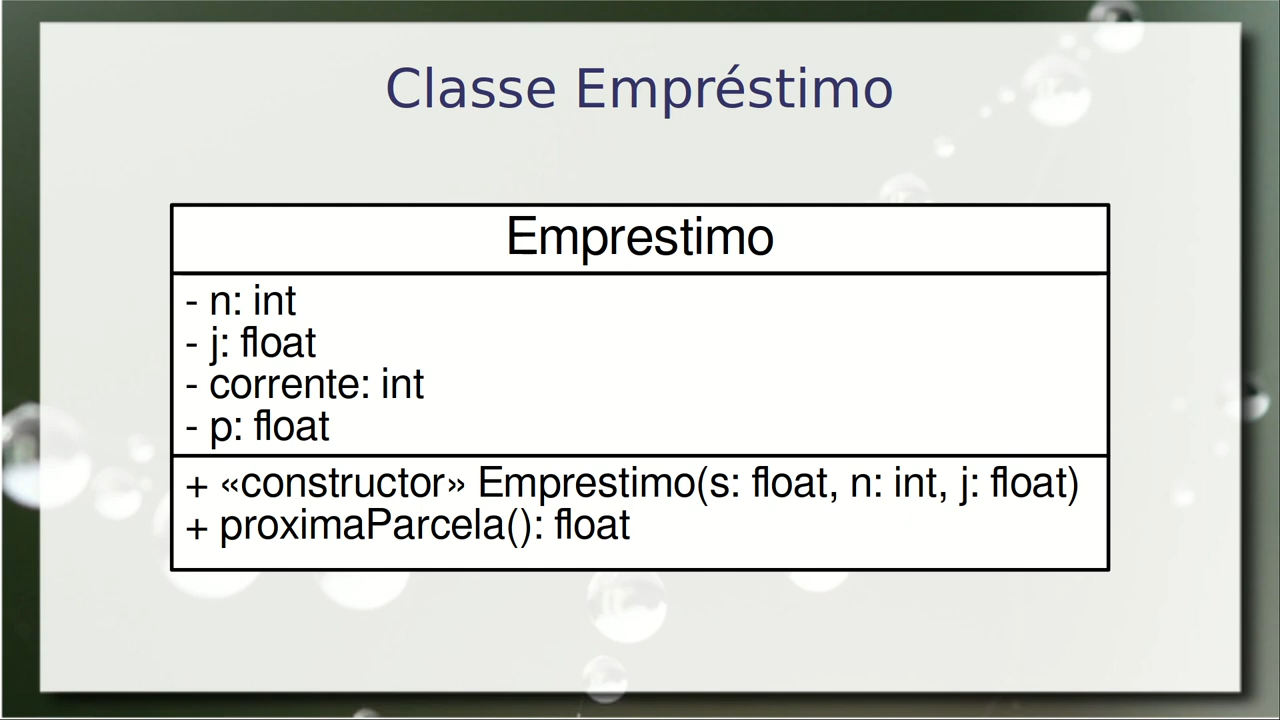 Classe Empréstimo
Emprestimo
- n: int
- j: float
- corrente: int
- p: float
+ «constructor» Emprestimo(s: float, n: int, j: float)
+ proximaParcela(): float